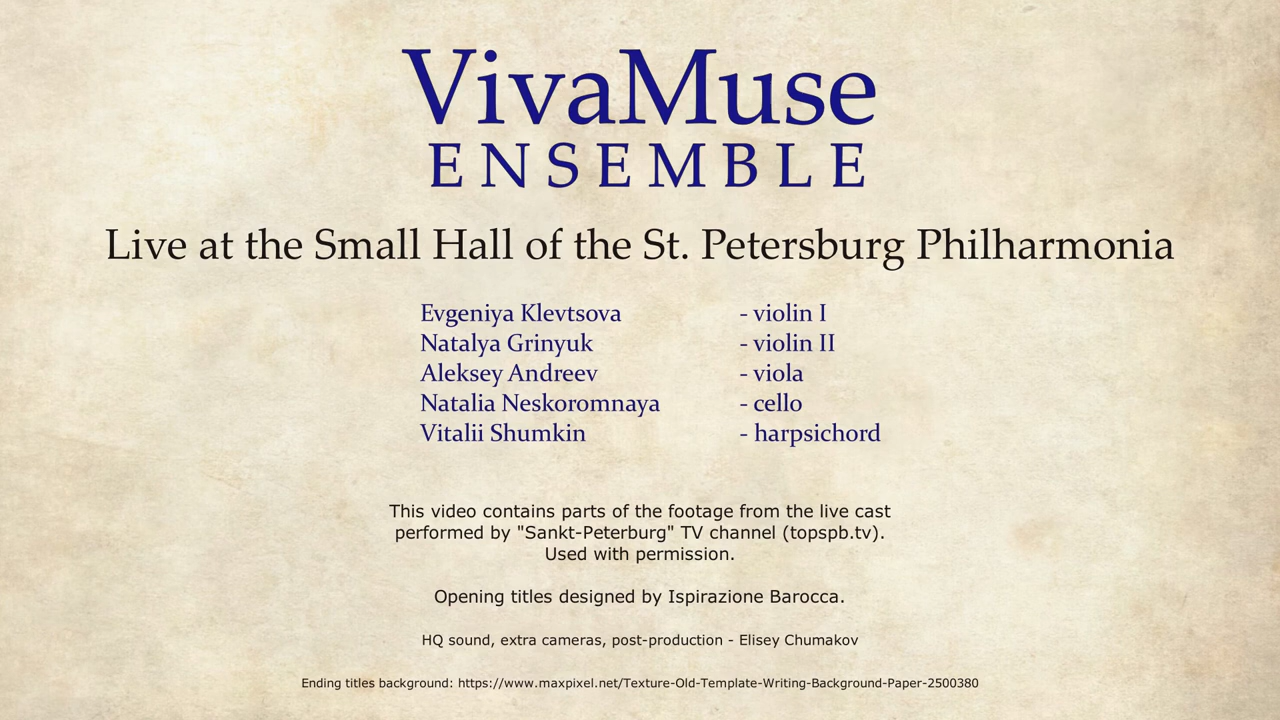 VivaMuse
ENSEMBLE
Live at the Small Hall of the St. Petersburg Philharmonia
Evgeniya Klevtsova - violin I
Natalya Grinyuk - violin II
Aleksey Andreev - viola
Natalia Neskoromnaya - cello
Vitalii Shumkin - harpsichord
This video contains parts of the footage from the live cast
performed by "Sankt-Peterburg" TV channel (topspb.tv).
Used with permission.
Opening titles designed by Ispirazione Barocca.
HQ sound, extra cameras, post-production - Elisey Chumakov
Ending titles background: https://www.maxpixel.net/Texture-Old-Template-Writing-Background-Paper-2500380